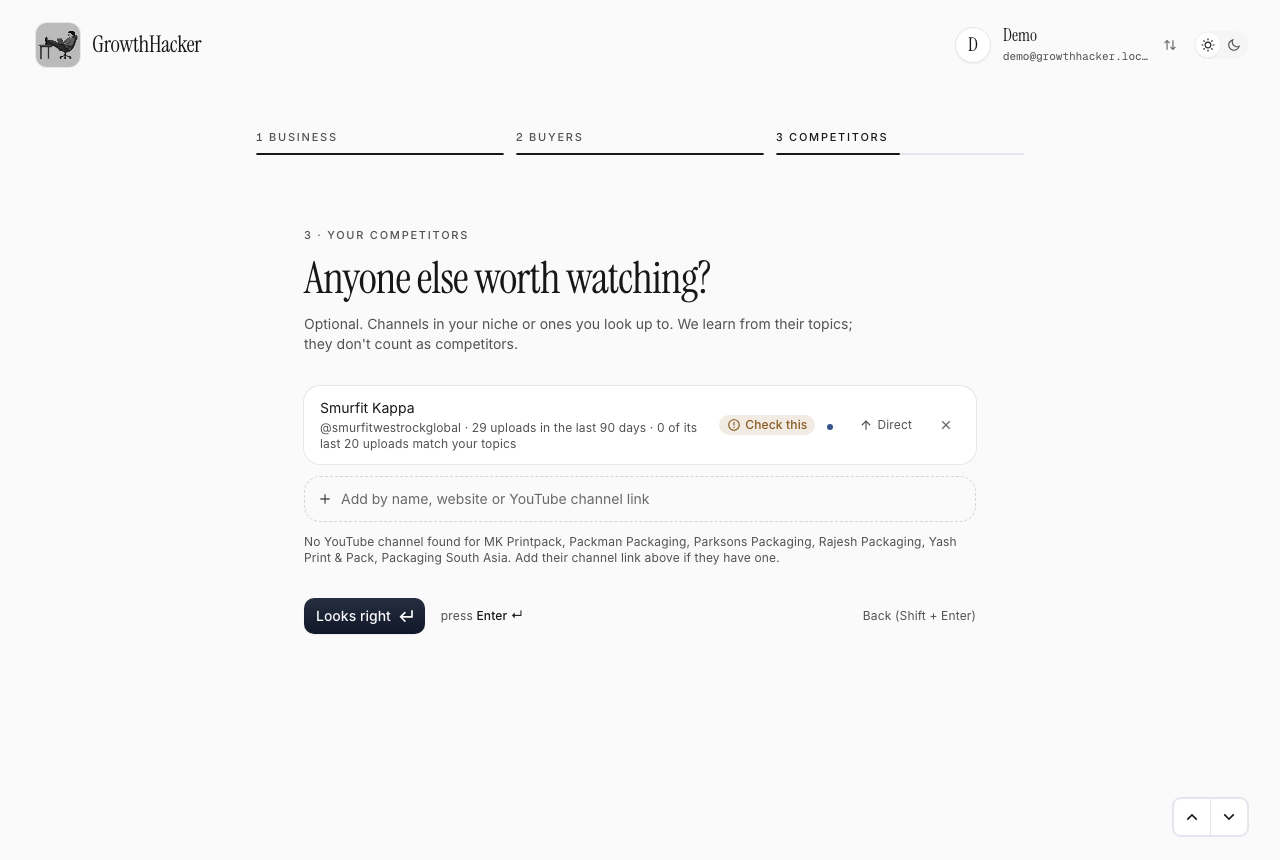 GrowthHacker
D
Demo
demo@growthhacker.loc…
1 BUSINESS
2 BUYERS
3 COMPETITORS
3 · YOUR COMPETITORS
Anyone else worth watching?
Optional. Channels in your niche or ones you look up to. We learn from their topics;
they don't count as competitors.
Smurfit Kappa
@smurfitwestrockglobal · 29 uploads in the last 90 days · 0 of its
last 20 uploads match your topics
Check this
Direct
Add by name, website or YouTube channel link
No YouTube channel found for MK Printpack, Packman Packaging, Parksons Packaging, Rajesh Packaging, Yash
Print & Pack, Packaging South Asia. Add their channel link above if they have one.
Looks right
press Enter
Back (Shift + Enter)